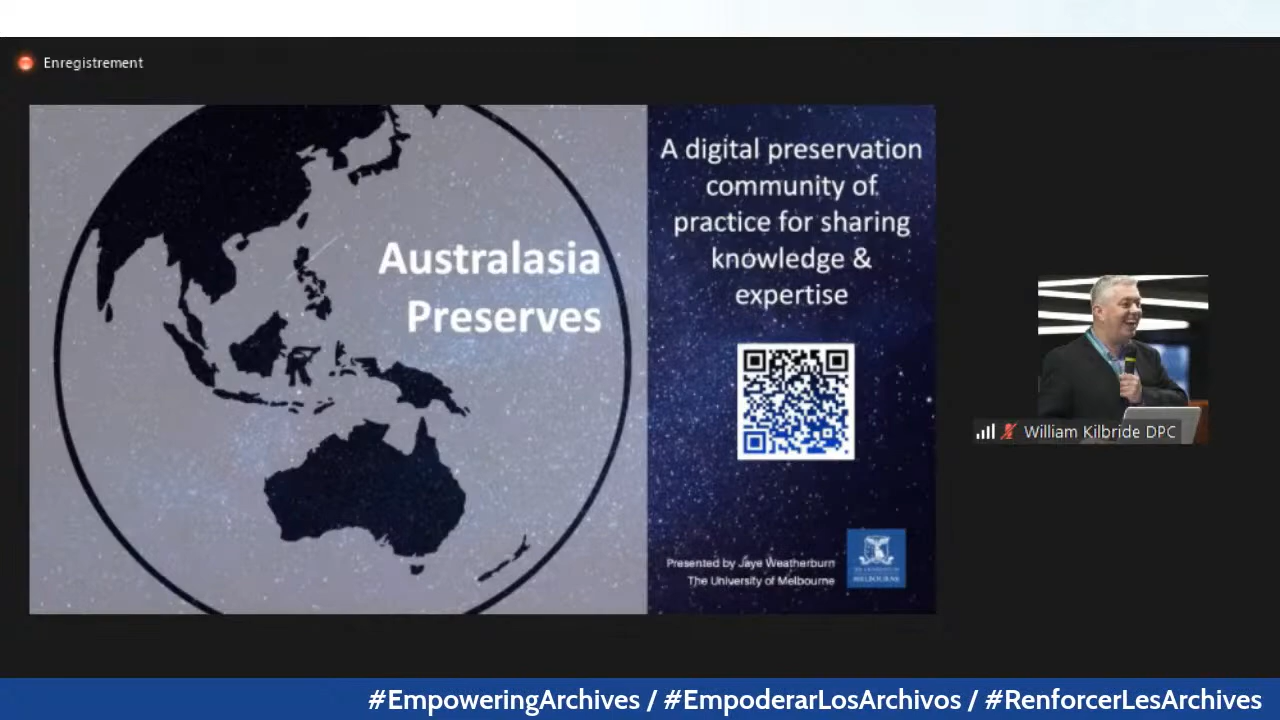 Enregistrement
Australasia
Preserves
A digital preservation
community of
practice for sharing
knowledge &
expertise
Presented by Jaye Weatherburn
The University of Melbourne
MELBOURNE
William Kilbride DPC
#EmpoweringArchives / #EmpoderarLosArchivos / #RenforcerLesArchives